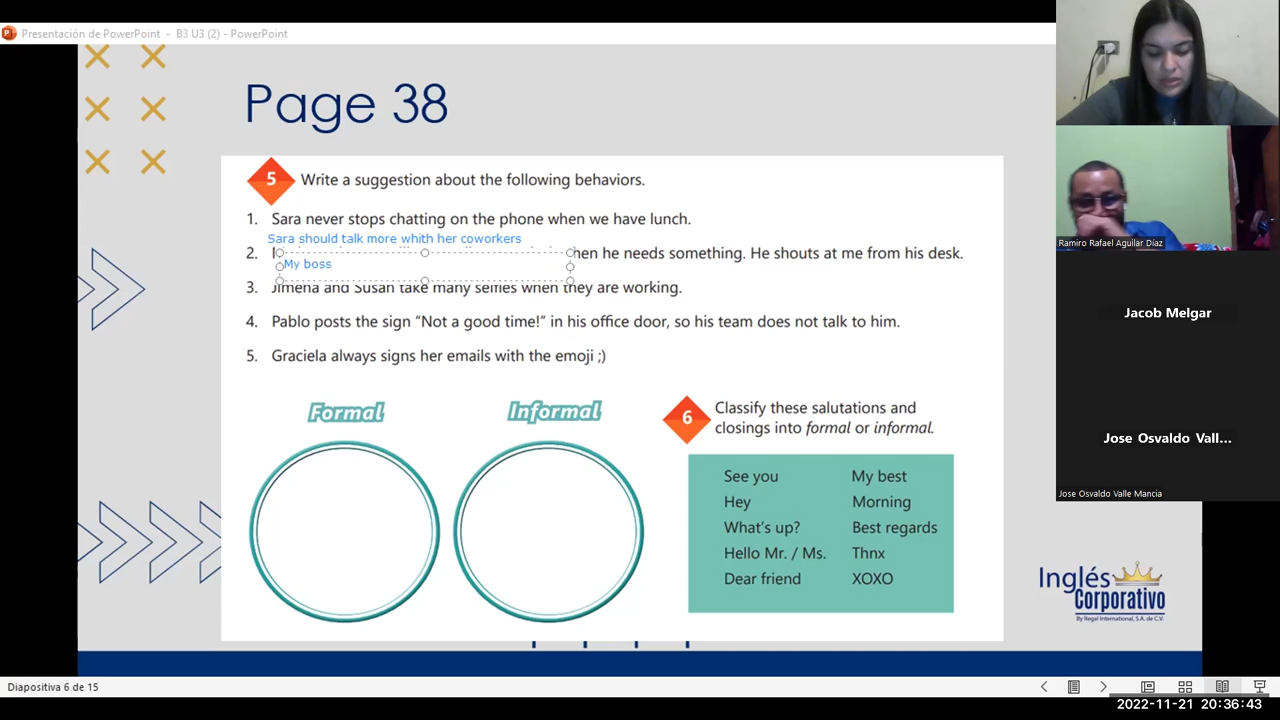 Presentación de PowerPoint - B3 U3 (2) - PowerPoint
Page 38
5 Write a suggestion about the following behaviors.
1. Sara never stops chatting on the phone when we have lunch.
Sara should talk more whith her coworkers
2. hen he needs something. He shouts at me from his desk.
My boss
3. Jimena and Susan take many selfies when they are working.
4. Pablo posts the sign “Not a good time!” in his office door, so his team does not talk to him.
5. Graciela always signs her emails with the emoji ;)
Formal
Informal
6 Classify these salutations and
closings into formal or informal.
See you My best
Hey Morning
What's up? Best regards
Hello Mr. / Ms. Thnx
Dear friend XOXO
Ramiro Rafael Aguilar Díaz
Jacob Melgar
Jose Osvaldo Vall...
Jose Osvaldo Valle Mancia
Inglés
Corporativo
By Regal International, S.A. de C.V.
Diapositiva 6 de 15
2022-11-21 20:36:43